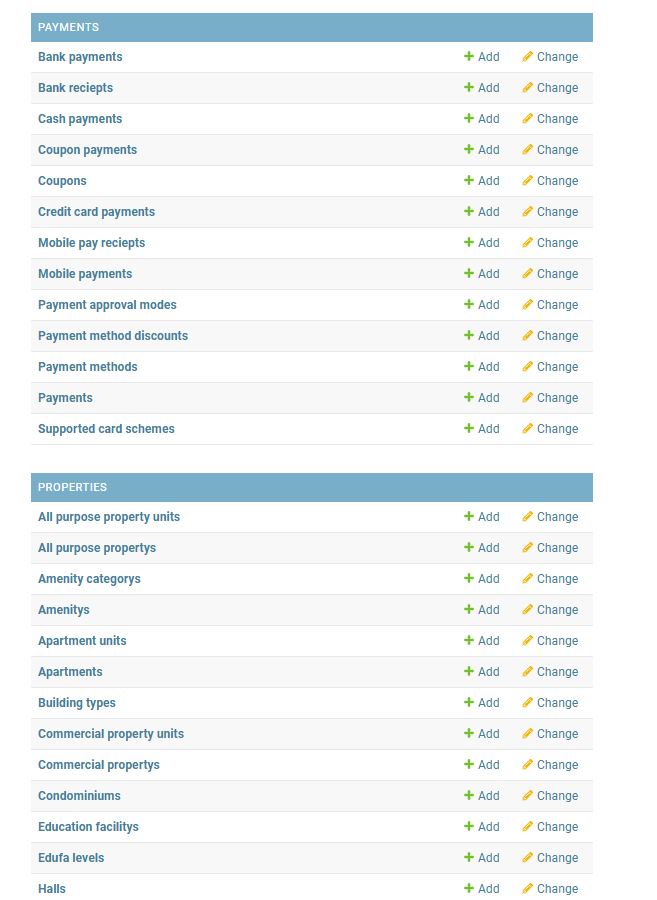 PAYMENTS
Bank payments Add Change
Bank reciepts Add Change
Cash payments Add Change
Coupon payments Add Change
Coupons Add Change
Credit card payments Add Change
Mobile pay reciepts Add Change
Mobile payments Add Change
Payment approval modes Add Change
Payment method discounts Add Change
Payment methods Add Change
Payments Add Change
Supported card schemes Add Change
PROPERTIES
All purpose property units Add Change
All purpose propertys Add Change
Amenity categorys Add Change
Amenitys Add Change
Apartment units Add Change
Apartments Add Change
Building types Add Change
Commercial property units Add Change
Commercial propertys Add Change
Condominiums Add Change
Education facilitys Add Change
Edufa levels Add Change
Halls Add Change